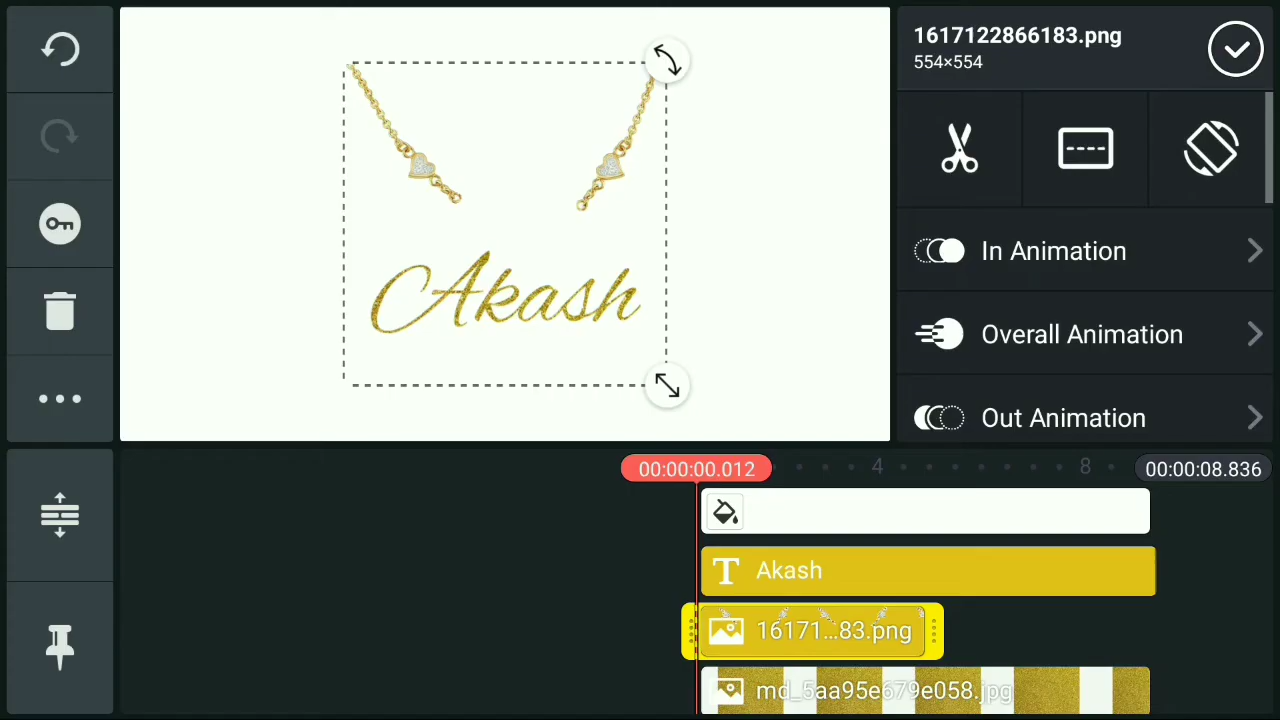 1617122866183.png
554×554
In Animation
Overall Animation
Out Animation
Akash
00:00:00.012
4
8
00:00:08.836
T Akash
16171...83.png
md_5aa95e679e058.jpg